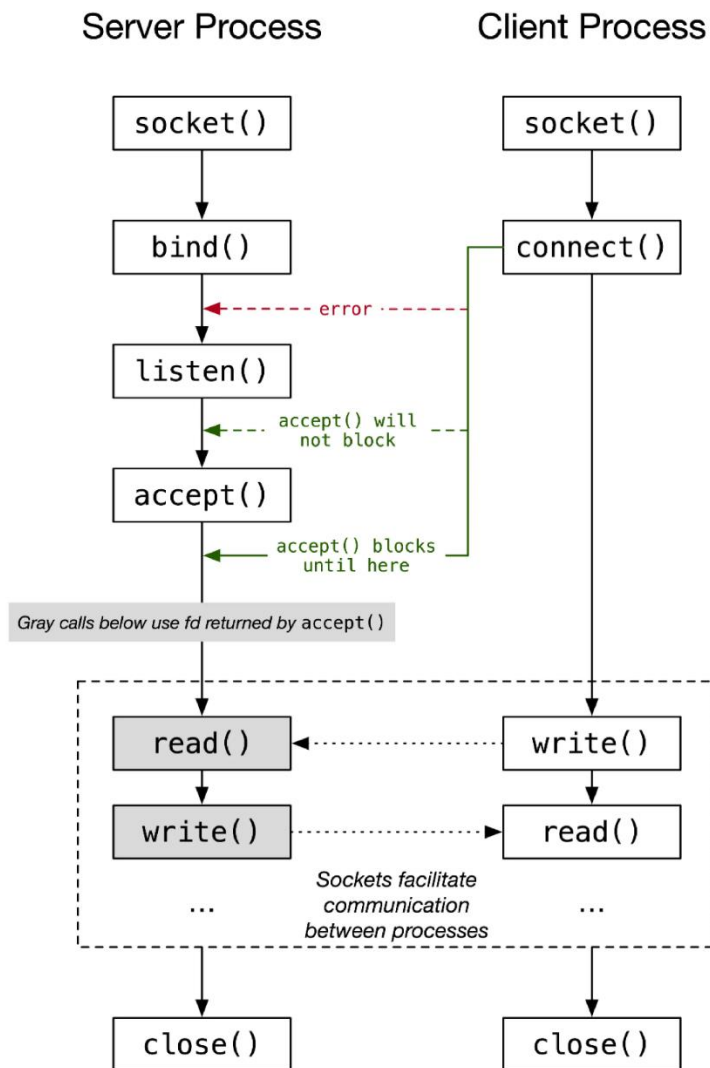 Server Process
Client Process
socket()
socket()
bind()
connect()
error
listen()
accept() will
not block
accept()
accept() blocks
until here
Gray calls below use fd returned by accept()
read()
write()
write()
read()
Sockets facilitate
communication
between processes
...
...
close()
close()